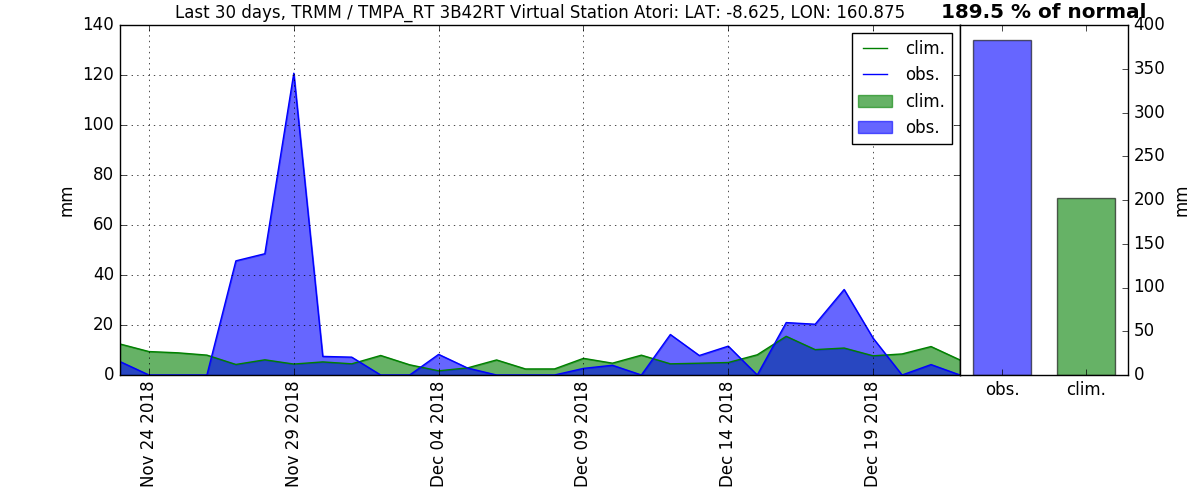 Last 30 days, TRMM / TMPA_RT 3B42RT Virtual Station Atori: LAT: -8.625, LON: 160.875
189.5 % of normal
140
120
100
80
60
40
20
0
mm
clim.
obs.
clim.
obs.
Nov 24 2018
Nov 29 2018
Dec 04 2018
Dec 09 2018
Dec 14 2018
Dec 19 2018
400
350
300
250
200
150
100
50
0
mm
obs.
clim.